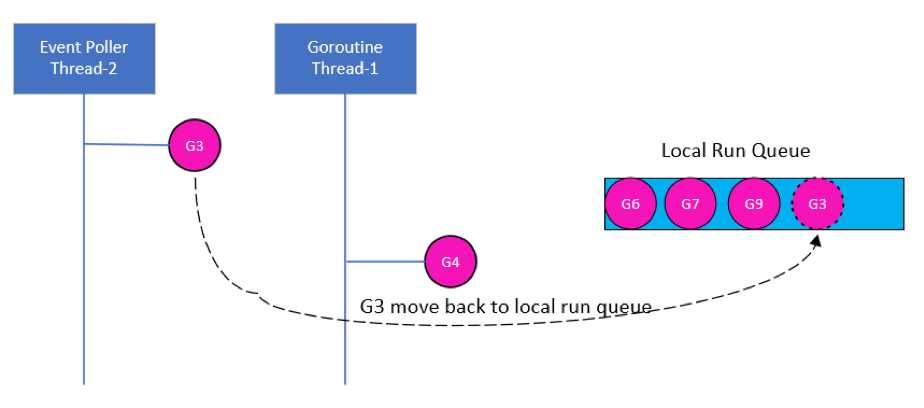 Event Poller
Thread-2
Goroutine
Thread-1
G3
Local Run Queue
G6
G7
G9
G3
G4
G3 move back to local run queue